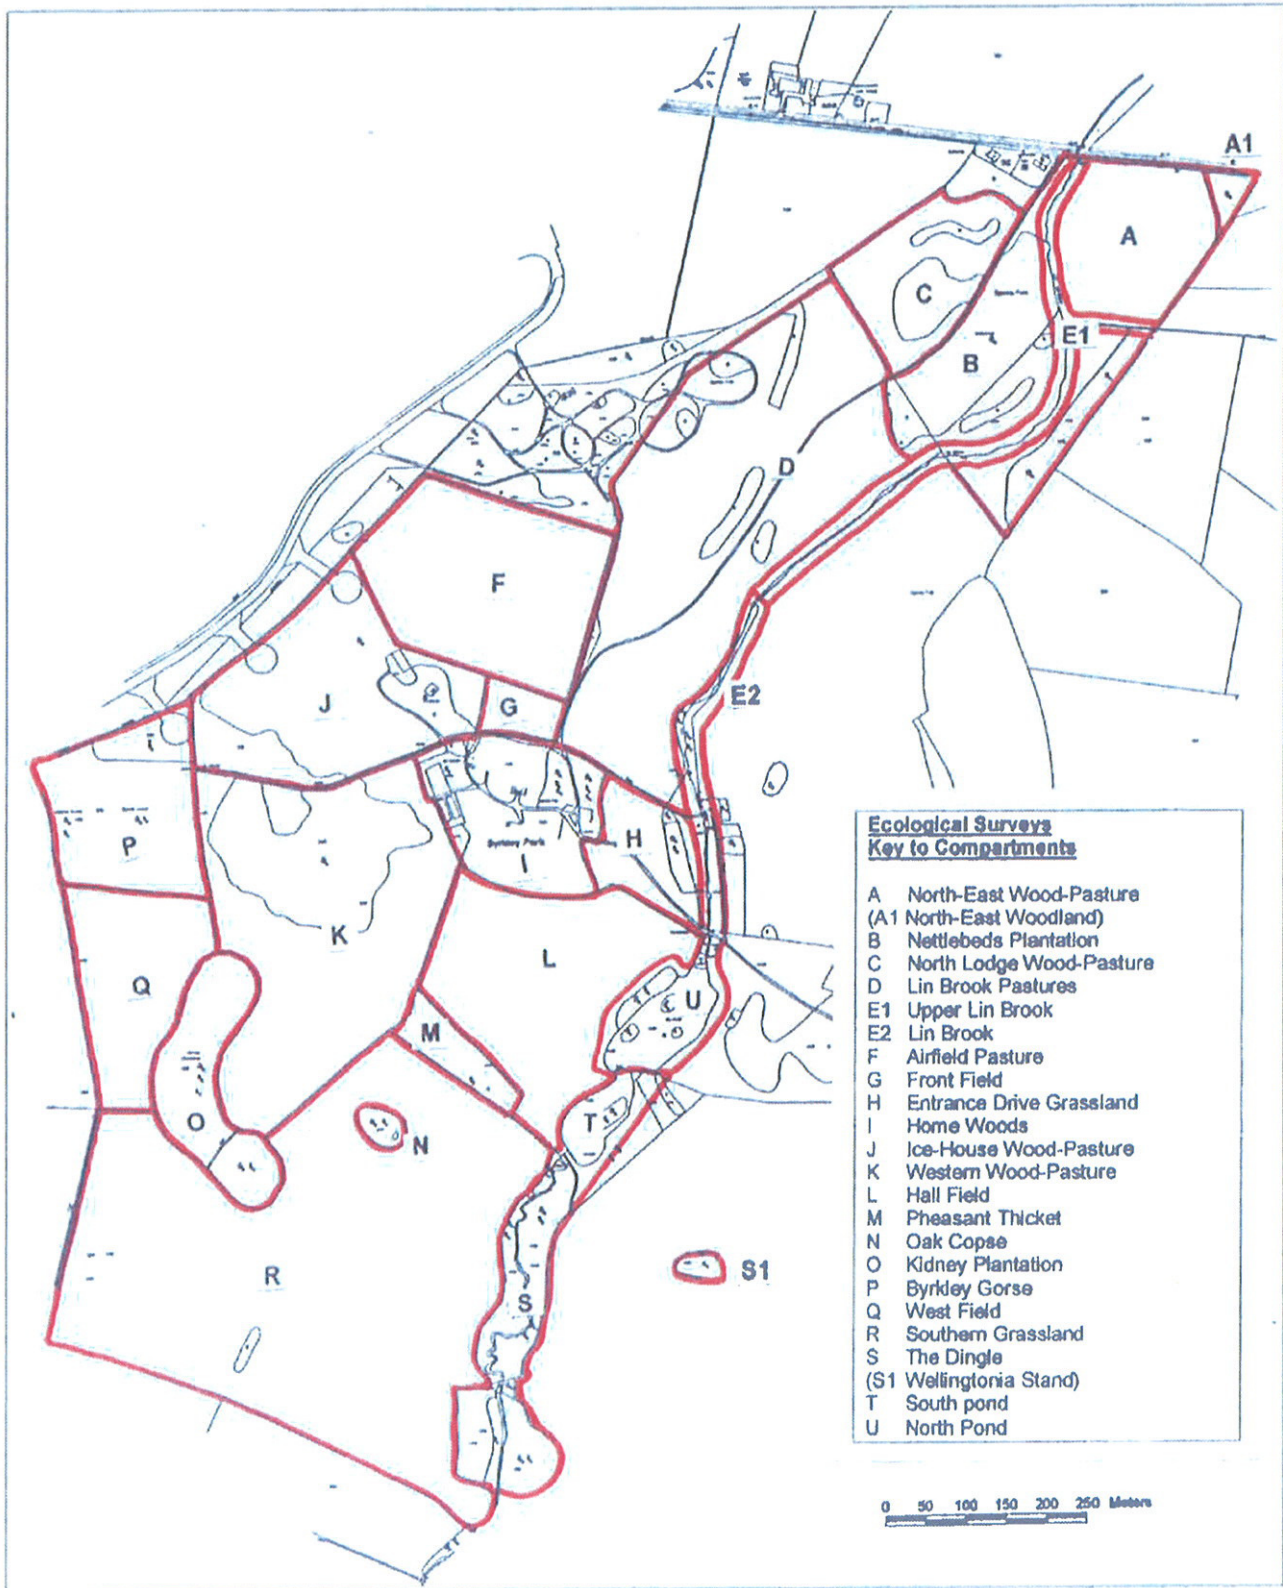 A1
A
C
E1
B
D
F
E2
J
G
H
P
Byrkley Park
I
K
L
Q
U
M
O
T
N
R
S1
S
Ecological Surveys
Key to Compartments
A North-East Wood-Pasture
(A1 North-East Woodland)
B Nettlebeds Plantation
C North Lodge Wood-Pasture
D Lin Brook Pastures
E1 Upper Lin Brook
E2 Lin Brook
F Airfield Pasture
G Front Field
H Entrance Drive Grassland
I Home Woods
J Ice-House Wood-Pasture
K Western Wood-Pasture
L Hall Field
M Pheasant Thicket
N Oak Copse
O Kidney Plantation
P Byrkley Gorse
Q West Field
R Southern Grassland
S The Dingle
(S1 Wellingtonia Stand)
T South pond
U North Pond
0 50 100 150 200 250 Meters